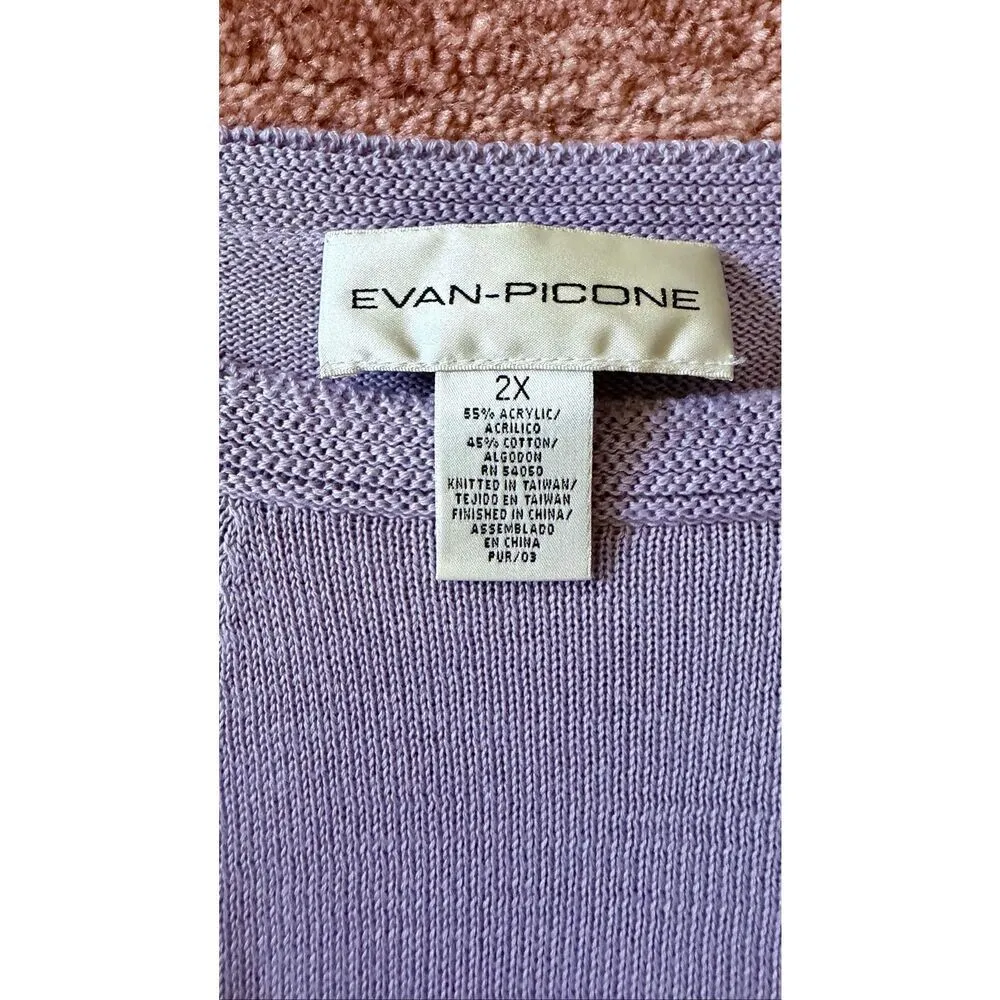 EVAN-PICONE
2X
55% ACRYLIC/
ACRILICO
45% COTTON/
ALGODON
RN 54050
KNITTED IN TAIWAN/
TEJIDO EN TAIWAN
FINISHED IN CHINA/
ASSEMBLADO
EN CHINA
PUR/03